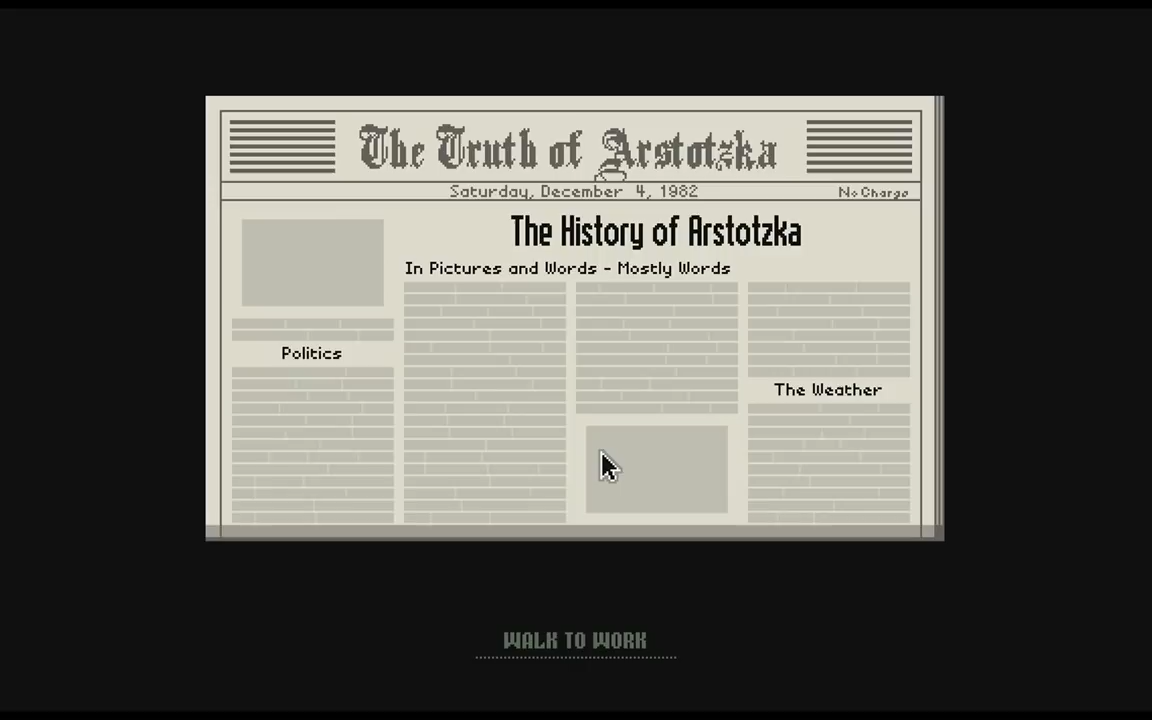 The Truth of Arstotzka
Saturday, December 4, 1982
No Charge
The History of Arstotzka
In Pictures and Words - Mostly Words
Politics
The Weather
WALK TO WORK